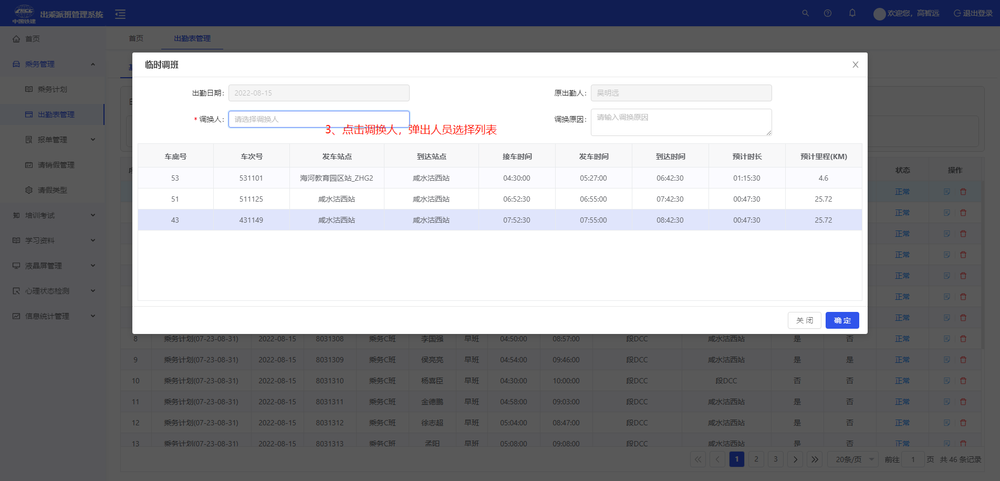 中国铁建 出乘派班管理系统 欢迎您，高智远 退出登录
首页
乘务管理
乘务计划
出勤表管理
报单管理
请销假管理
请假类型
培训考试
学习资料
液晶屏管理
心理状态检测
信息统计管理
首页 出勤表管理
临时调班
出勤日期： 2022-08-15 原出勤人： 吴明远
* 调换人： 请选择调换人 调换原因： 请输入调换原因
3、点击调换人，弹出人员选择列表
车底号 车次号 发车站点 到达站点 接车时间 发车时间 到达时间 预计时长 预计里程(KM)
53 531101 海河教育园区站_ZHG2 咸水沽西站 04:30:00 05:27:00 06:42:30 01:15:30 4.6
51 511125 咸水沽西站 咸水沽西站 06:52:30 06:55:00 07:42:30 00:47:30 25.72
43 431149 咸水沽西站 咸水沽西站 07:52:30 07:55:00 08:42:30 00:47:30 25.72
关 闭 确 定
状态 操作
正常
正常
正常
正常
正常
正常
正常
8 乘务计划(07-23-08-31) 2022-08-15 8031308 乘务C班 李国强 早班 04:50:00 08:57:00 段DCC 咸水沽西站 是 否 正常
9 乘务计划(07-23-08-31) 2022-08-15 8031309 乘务C班 侯亮亮 早班 04:54:00 09:46:00 段DCC 咸水沽西站 是 是 正常
10 乘务计划(07-23-08-31) 2022-08-15 8031310 乘务C班 杨喜臣 早班 04:30:00 10:00:00 段DCC 段DCC 否 否 正常
11 乘务计划(07-23-08-31) 2022-08-15 8031311 乘务C班 金德鹏 早班 04:58:00 09:03:00 段DCC 咸水沽西站 是 否 正常
12 乘务计划(07-23-08-31) 2022-08-15 8031312 乘务C班 徐志超 早班 05:04:00 08:47:00 段DCC 咸水沽西站 是 否 正常
13 乘务计划(07-23-08-31) 2022-08-15 8031313 乘务C班 孟阳 早班 05:08:00 09:08:00 段DCC 咸水沽西站 是 否 正常
1 2 3 20条/页 前往 1 页 共 46 条记录